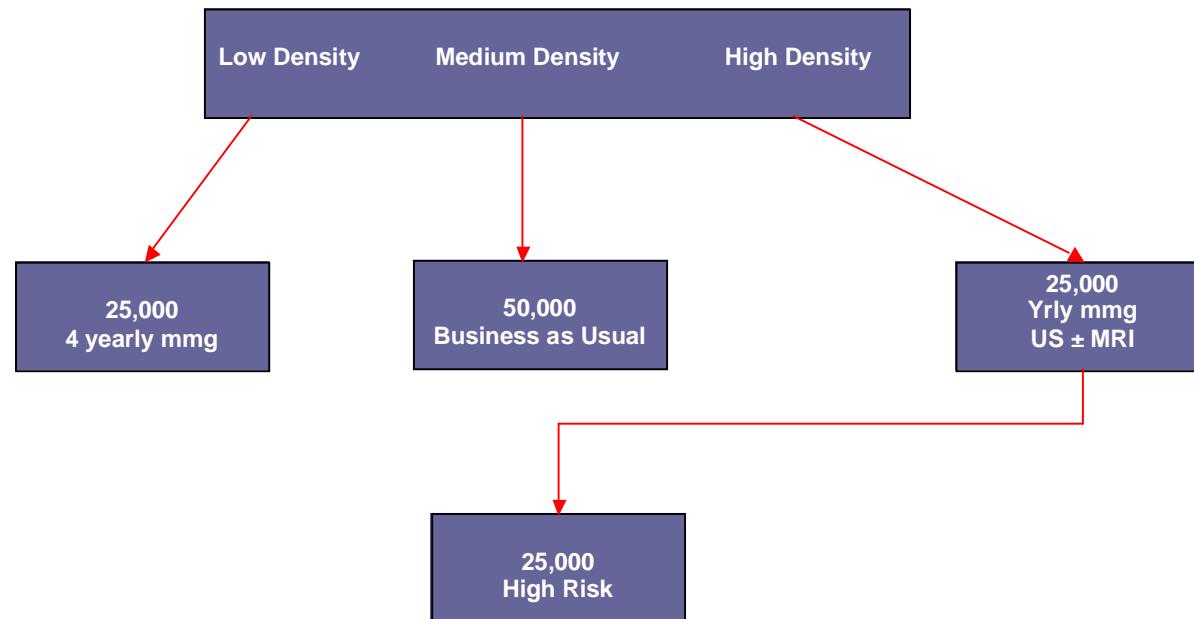 Low Density Medium Density High Density
25,000
4 yearly mmg
50,000
Business as Usual
25,000
Yrly mmg
US ± MRI
25,000
High Risk